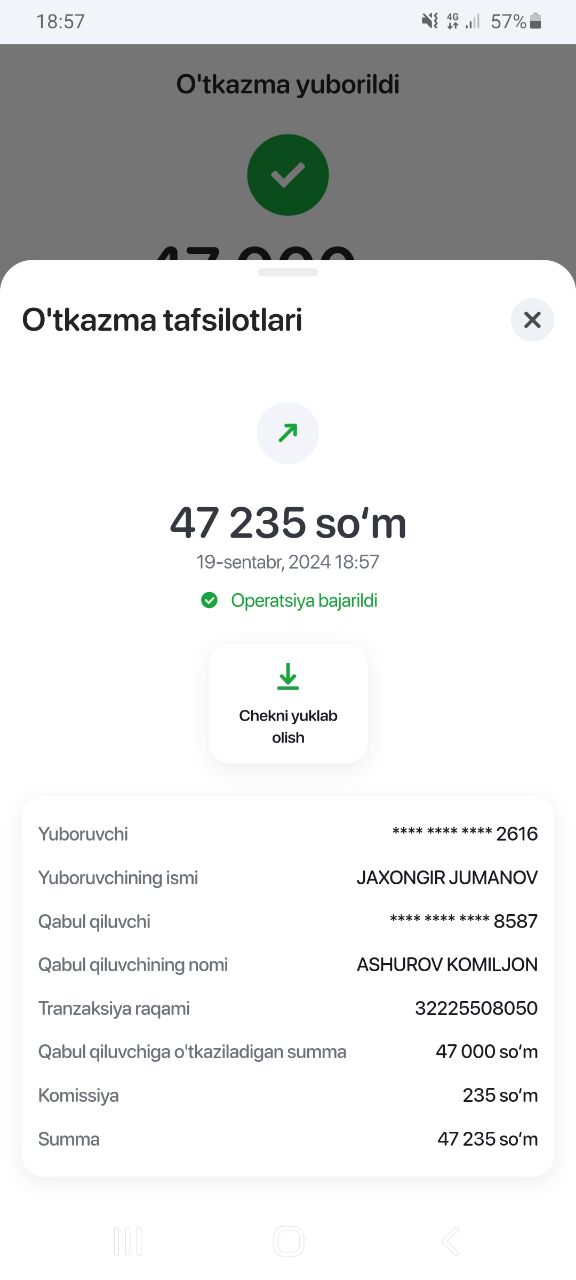 18:57 4G 57%
O'tkazma yuborildi
47 000
O'tkazma tafsilotlari
47 235 so‘m
19-sentabr, 2024 18:57
Operatsiya bajarildi
Chekni yuklab
olish
Yuboruvchi **** **** **** 2616
Yuboruvchining ismi JAXONGIR JUMANOV
Qabul qiluvchi **** **** **** 8587
Qabul qiluvchining nomi ASHUROV KOMILJON
Tranzaksiya raqami 32225508050
Qabul qiluvchiga o'tkaziladigan summa 47 000 so‘m
Komissiya 235 so‘m
Summa 47 235 so‘m